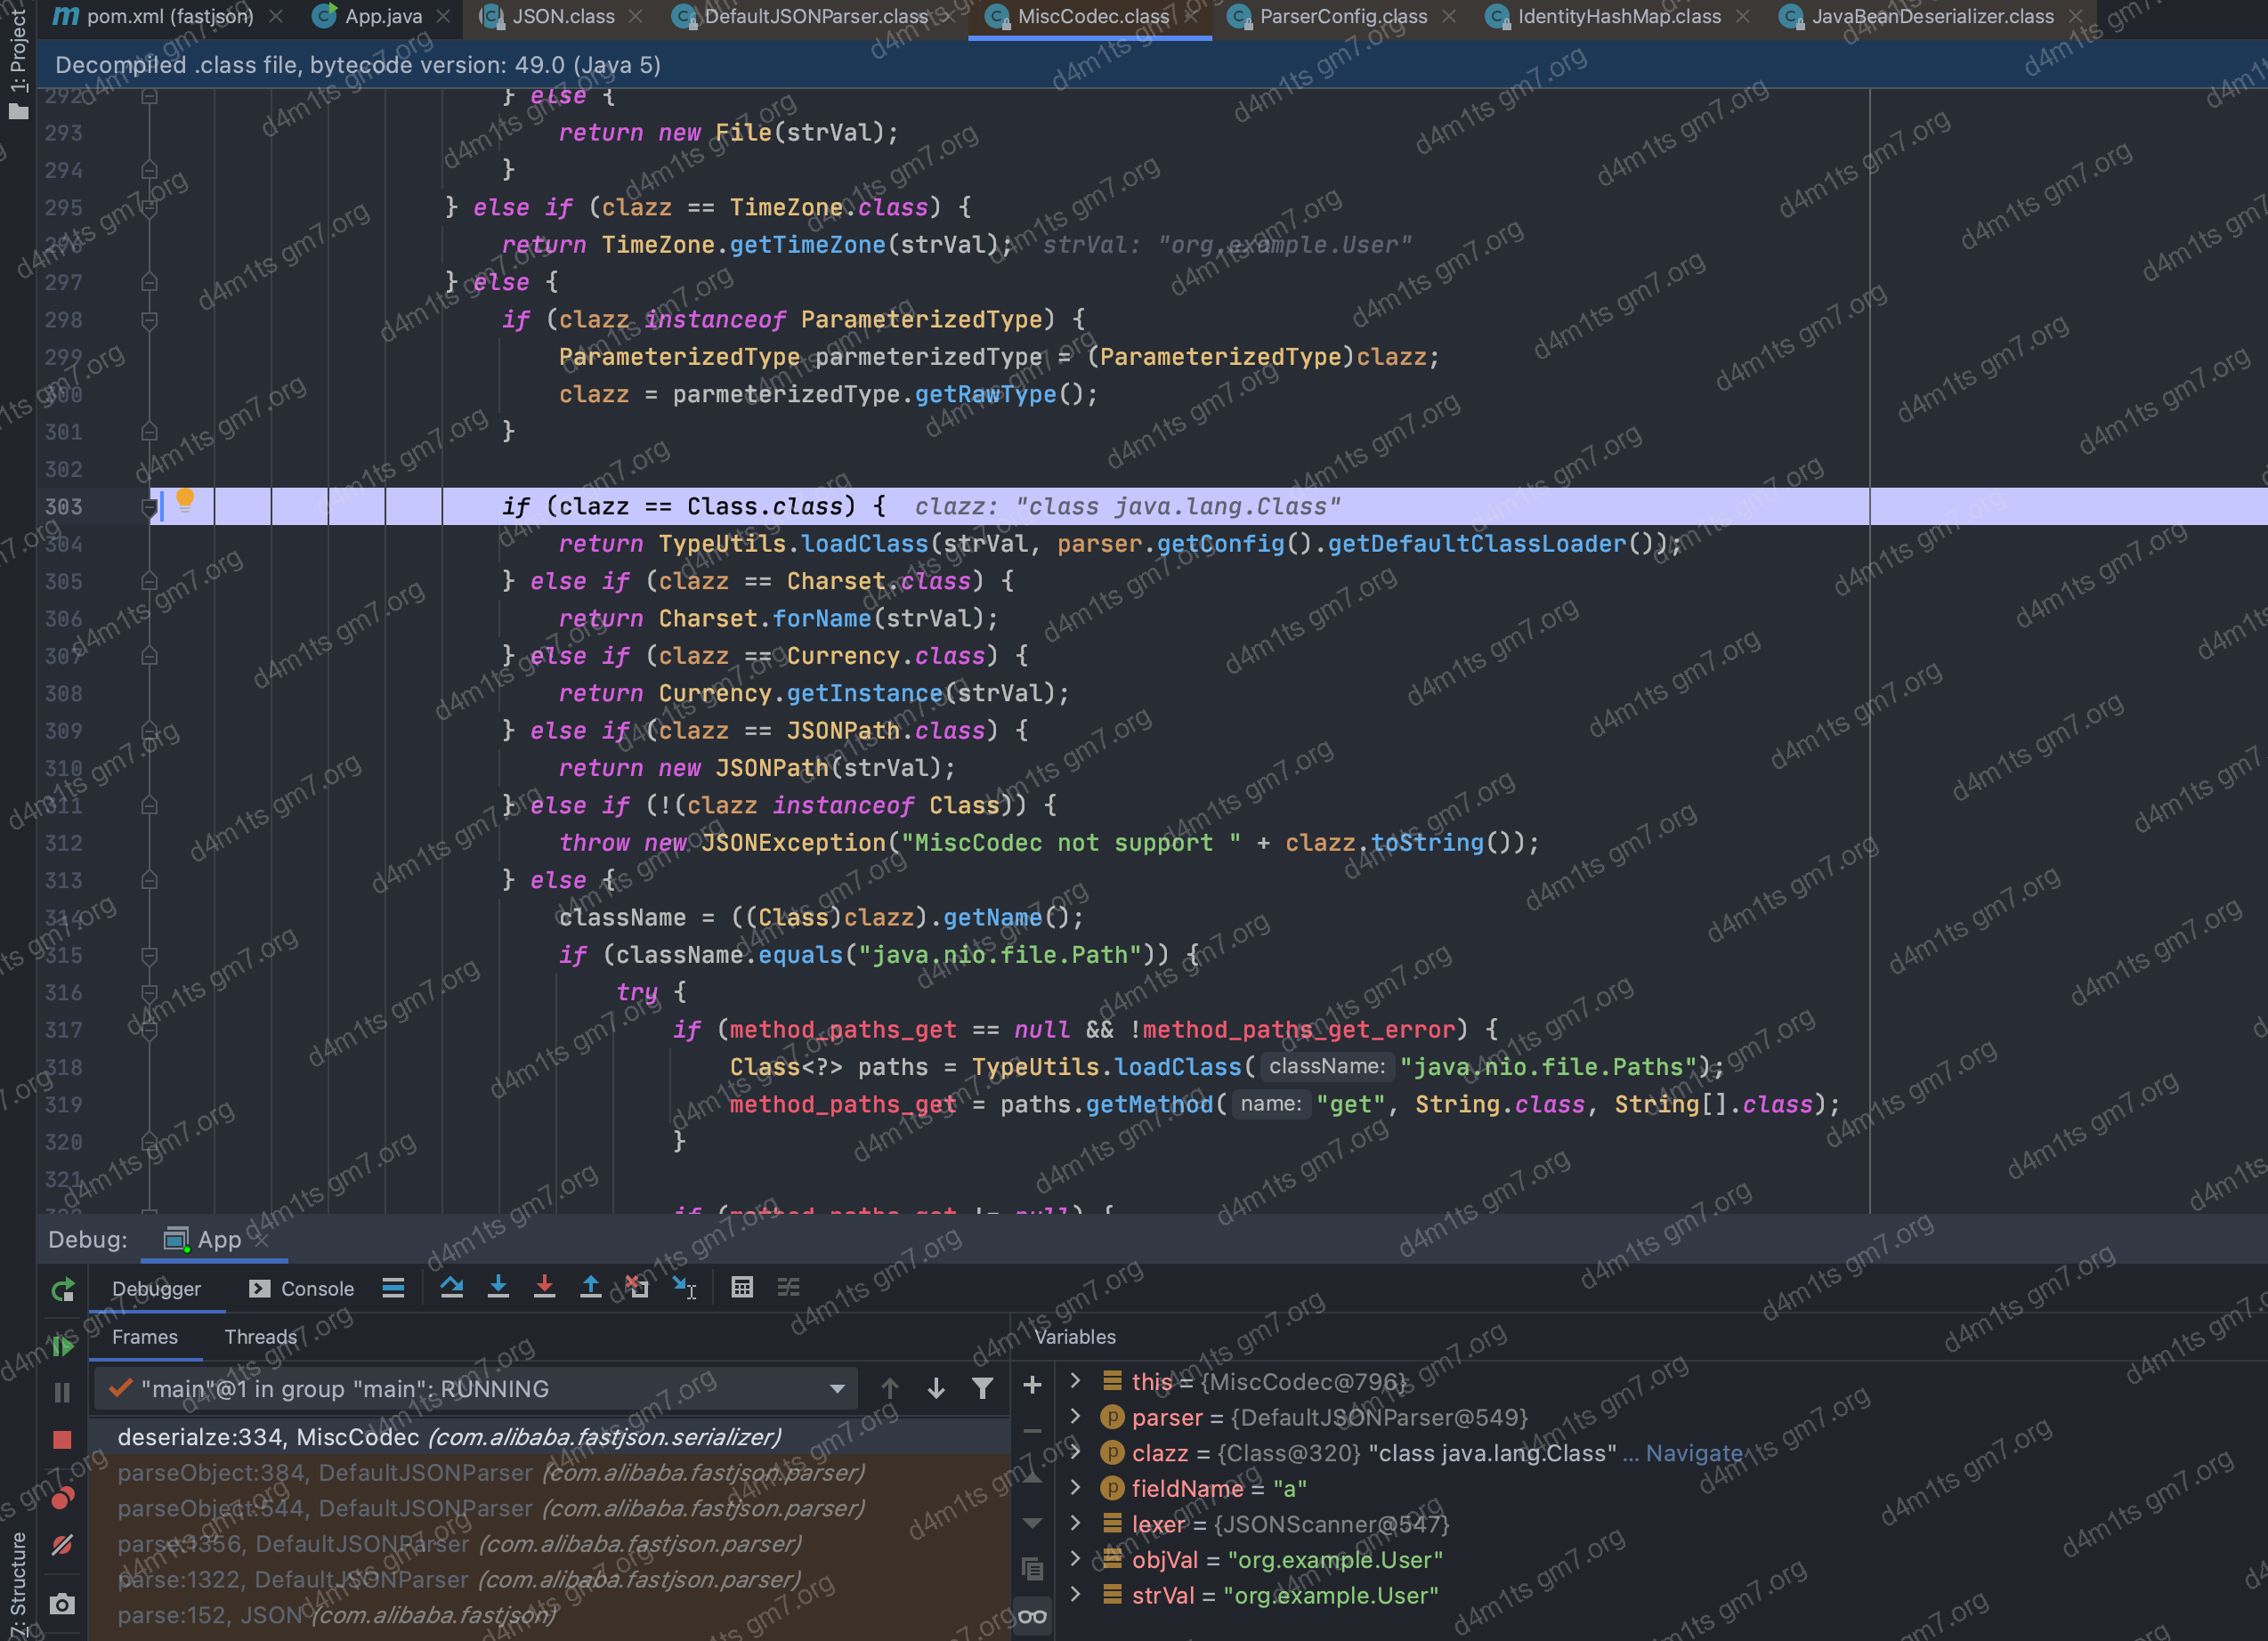 pom.xml (fastjson) App.java JSON.class DefaultJSONParser.class MiscCodec.class ParserConfig.class IdentityHashMap.class JavaBeanDeserializer.class
1: Project
Decompiled .class file, bytecode version: 49.0 (Java 5)
292 } else {
293 return new File(strVal);
294 }
295 } else if (clazz == TimeZone.class) {
296 return TimeZone.getTimeZone(strVal); strVal: "org.example.User"
297 } else {
298 if (clazz instanceof ParameterizedType) {
299 ParameterizedType parmeterizedType = (ParameterizedType)clazz;
300 clazz = parmeterizedType.getRawType();
301 }
302
303 if (clazz == Class.class) { clazz: "class java.lang.Class"
304 return TypeUtils.loadClass(strVal, parser.getConfig().getDefaultClassLoader());
305 } else if (clazz == Charset.class) {
306 return Charset.forName(strVal);
307 } else if (clazz == Currency.class) {
308 return Currency.getInstance(strVal);
309 } else if (clazz == JSONPath.class) {
310 return new JSONPath(strVal);
311 } else if (!(clazz instanceof Class)) {
312 throw new JSONException("MiscCodec not support " + clazz.toString());
313 } else {
314 className = ((Class)clazz).getName();
315 if (className.equals("java.nio.file.Path")) {
316 try {
317 if (method_paths_get == null && !method_paths_get_error) {
318 Class<?> paths = TypeUtils.loadClass( className: "java.nio.file.Paths");
319 method_paths_get = paths.getMethod( name: "get", String.class, String[].class);
320 }
321
322 if (method_paths_get != null) {
Debug: App
Debugger Console
Frames Threads
"main"@1 in group "main": RUNNING
deserialze:334, MiscCodec (com.alibaba.fastjson.serializer)
parseObject:384, DefaultJSONParser (com.alibaba.fastjson.parser)
parseObject:544, DefaultJSONParser (com.alibaba.fastjson.parser)
parse:1356, DefaultJSONParser (com.alibaba.fastjson.parser)
parse:1322, DefaultJSONParser (com.alibaba.fastjson.parser)
parse:152, JSON (com.alibaba.fastjson)
Variables
this = {MiscCodec@796}
parser = {DefaultJSONParser@549}
clazz = {Class@320} "class java.lang.Class" ... Navigate
fieldName = "a"
lexer = {JSONScanner@547}
objVal = "org.example.User"
strVal = "org.example.User"
7: Structure
d4m1ts gm7.org